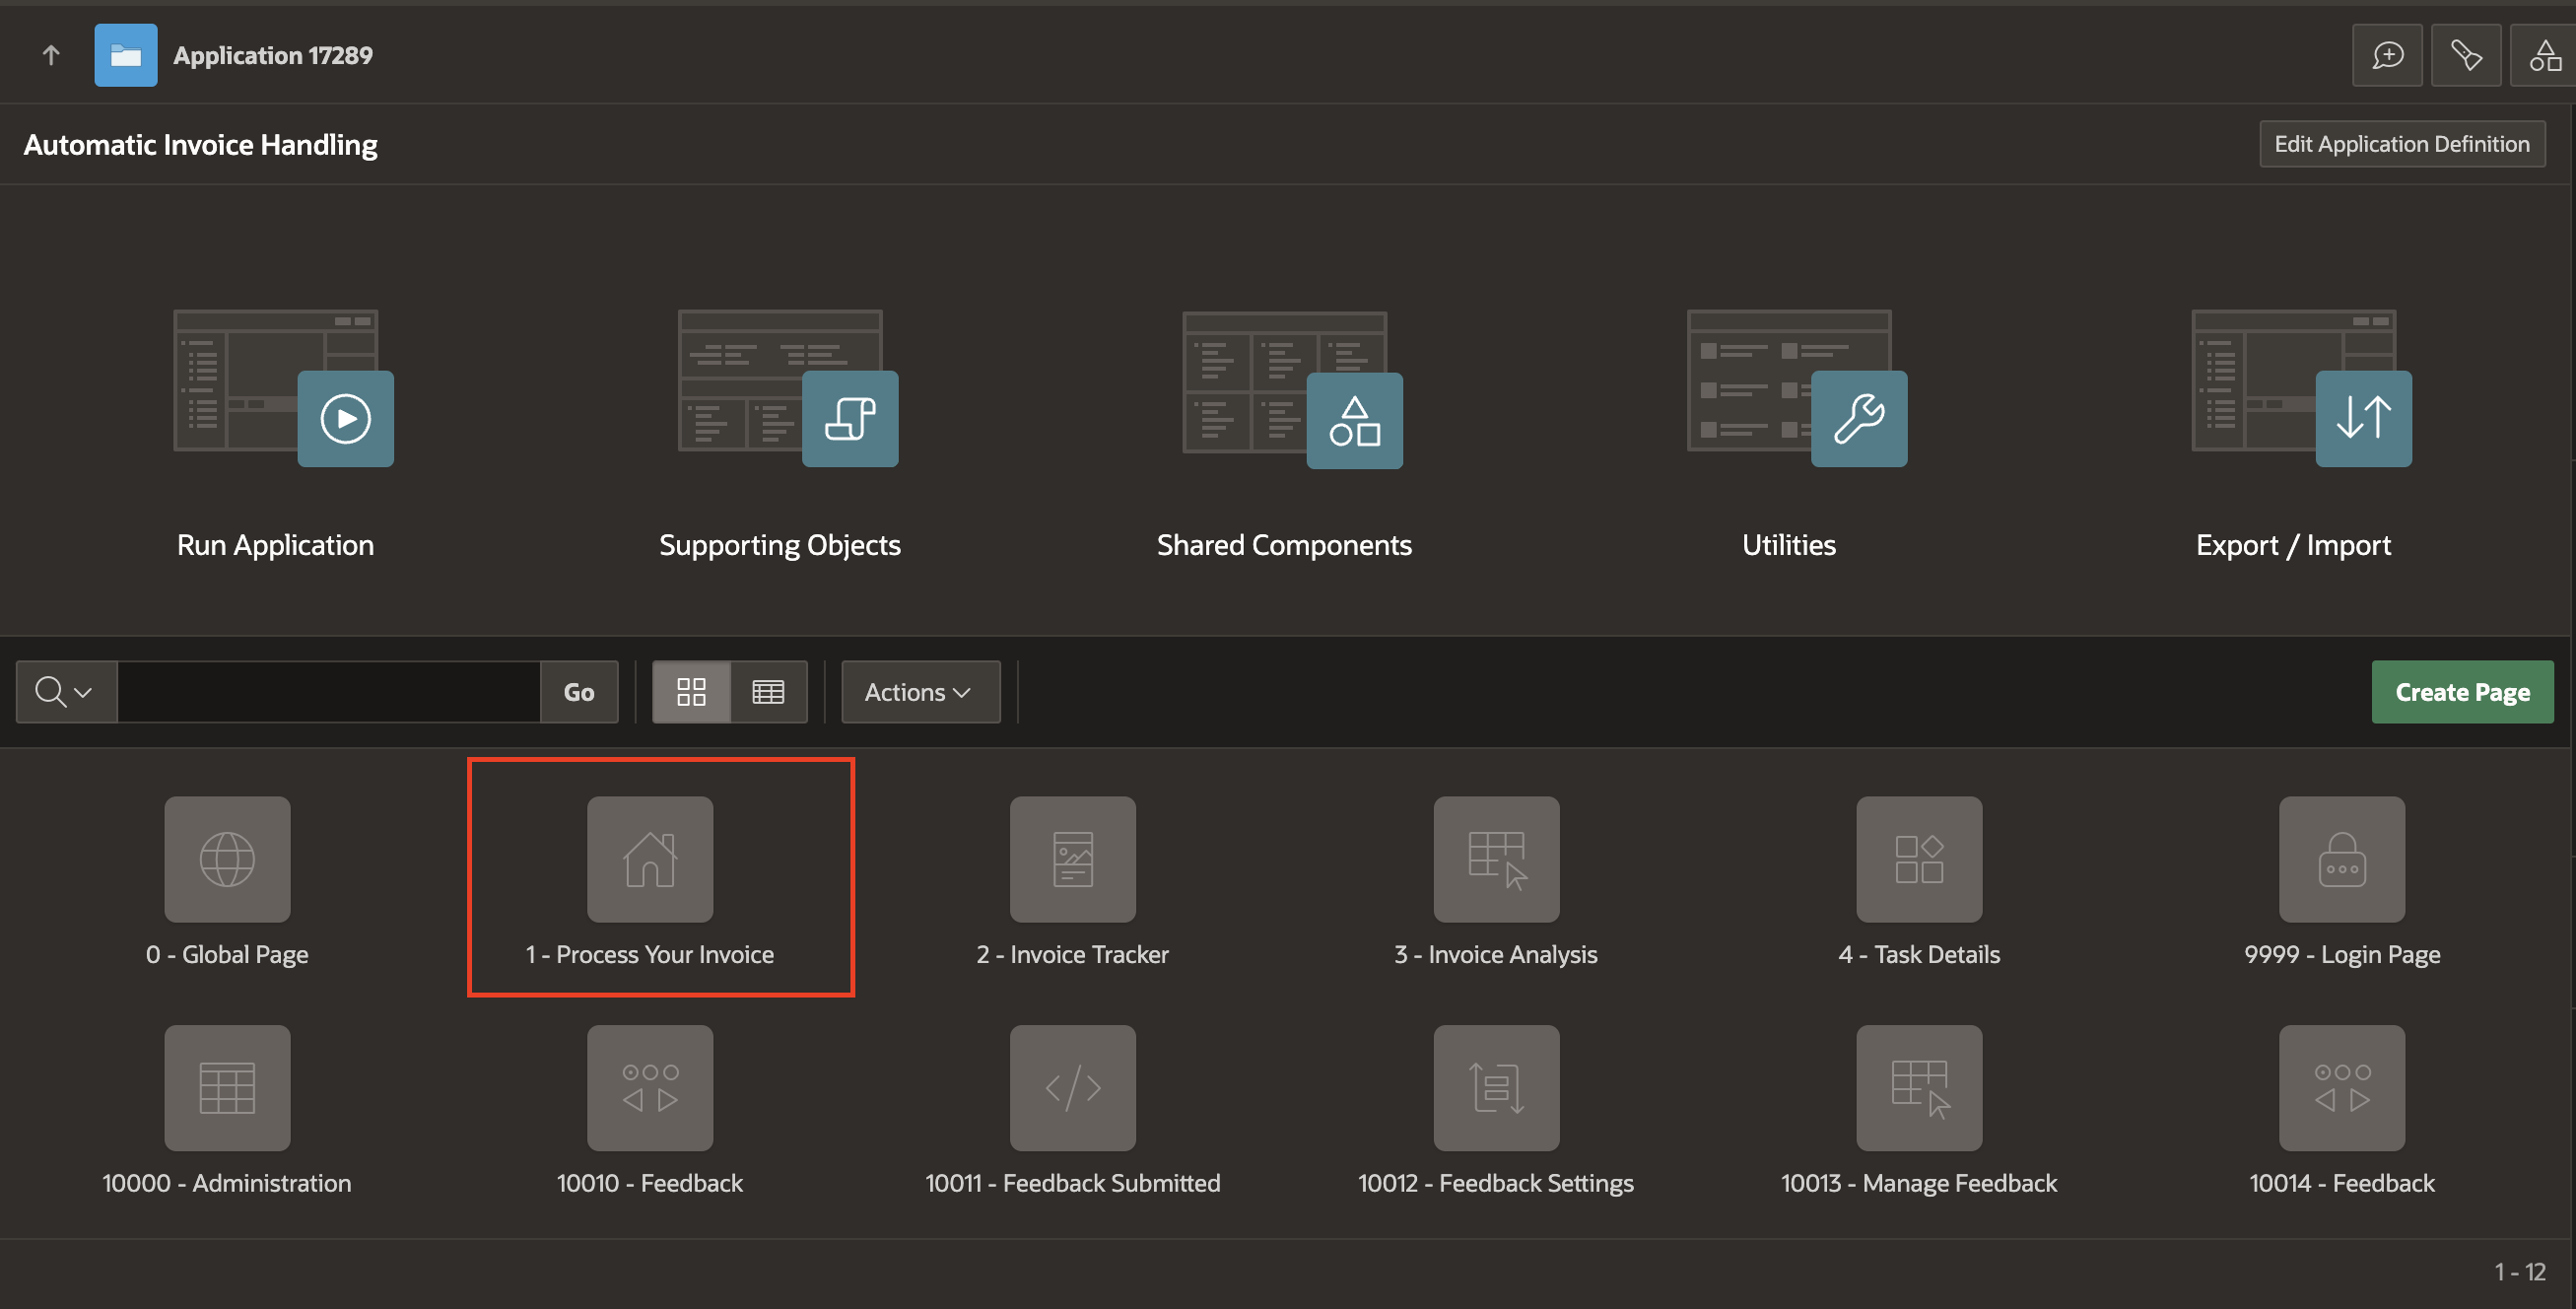 Application 17289
Automatic Invoice Handling
Edit Application Definition
Run Application
Supporting Objects
Shared Components
Utilities
Export / Import
Go
Actions
Create Page
0 - Global Page
1 - Process Your Invoice
2 - Invoice Tracker
3 - Invoice Analysis
4 - Task Details
9999 - Login Page
10000 - Administration
10010 - Feedback
10011 - Feedback Submitted
10012 - Feedback Settings
10013 - Manage Feedback
10014 - Feedback
1 - 12